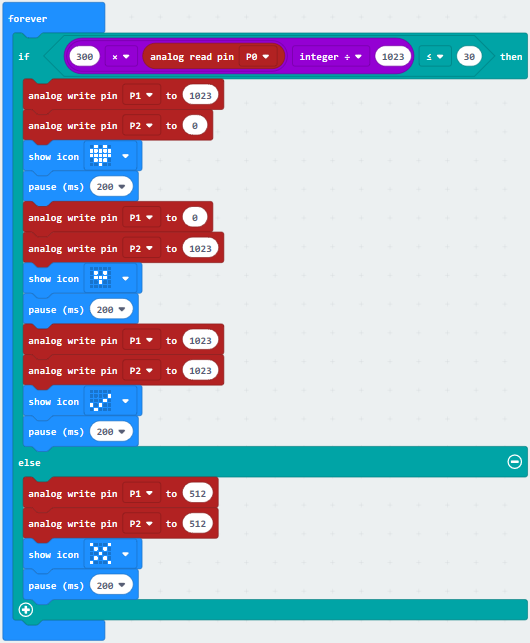 forever
if 300 × analog read pin P0 integer ÷ 1023 ≤ 30 then
analog write pin P1 to 1023
analog write pin P2 to 0
show icon
pause (ms) 200
analog write pin P1 to 0
analog write pin P2 to 1023
show icon
pause (ms) 200
analog write pin P1 to 1023
analog write pin P2 to 1023
show icon
pause (ms) 200
else
analog write pin P1 to 512
analog write pin P2 to 512
show icon
pause (ms) 200